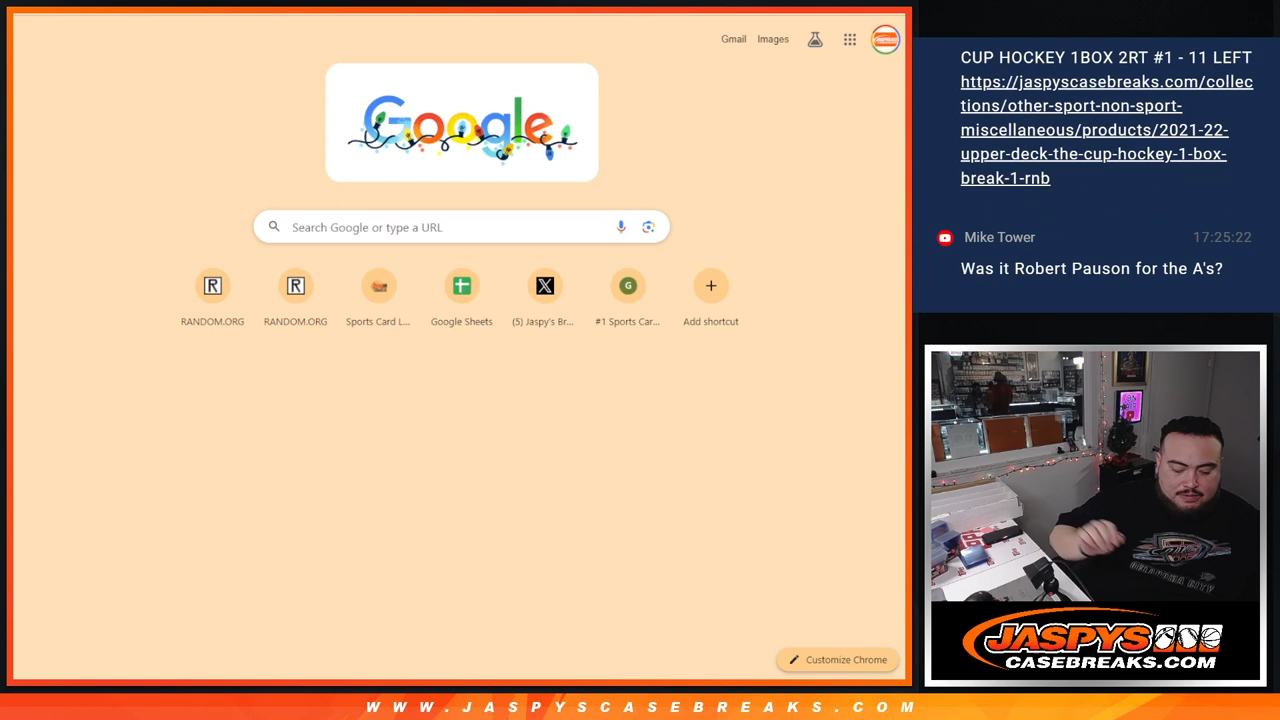 Gmail
Images
Google
Search Google or type a URL
RANDOM.ORG
RANDOM.ORG
Sports Card L...
Google Sheets
(5) Jaspy's Br...
#1 Sports Car...
Add shortcut
Customize Chrome
CUP HOCKEY 1BOX 2RT #1 - 11 LEFT
https://jaspyscasebreaks.com/collec
tions/other-sport-non-sport-
miscellaneous/products/2021-22-
upper-deck-the-cup-hockey-1-box-
break-1-rnb
Mike Tower
17:25:22
Was it Robert Pauson for the A's?
OKLAHOMA CITY
JASPYS
CASEBREAKS.COM
WWW.JASPYSCASEBREAKS.COM